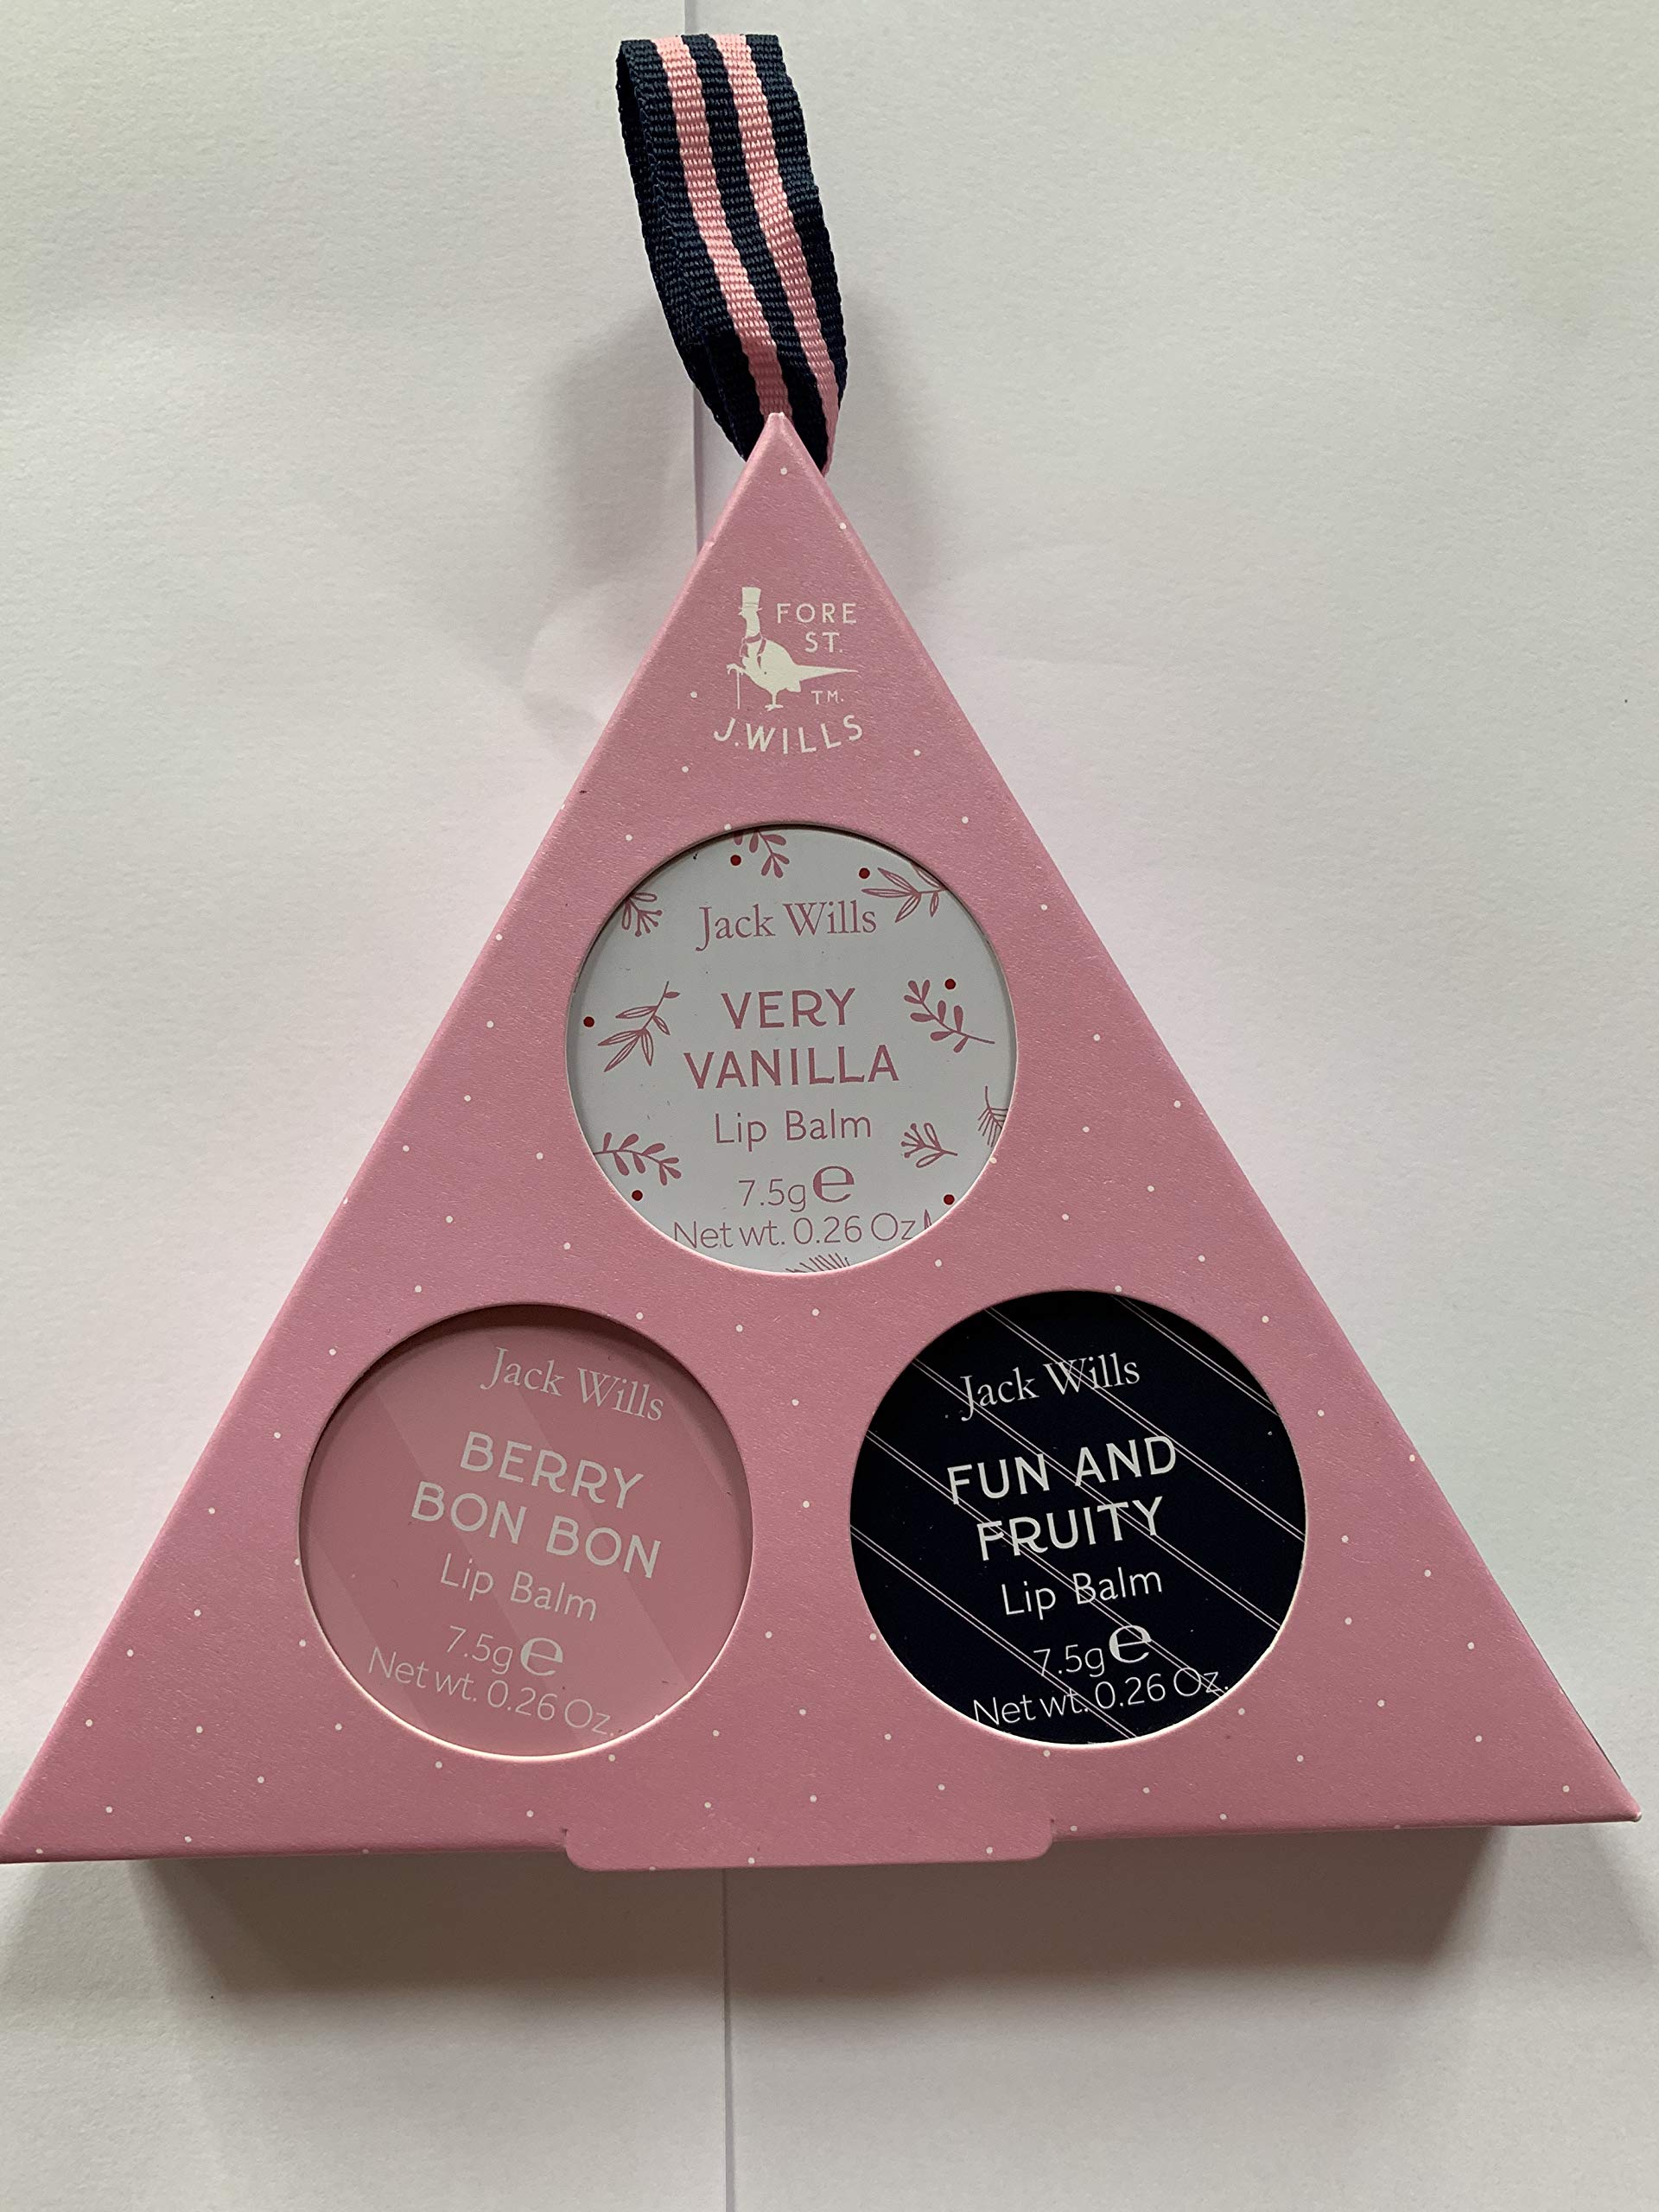 FORE
ST.
TM.
J.WILLS
Jack Wills
VERY
VANILLA
Lip Balm
7.5g℮
Net wt. 0.26 Oz
Jack Wills
BERRY
BON BON
Lip Balm
7.5g℮
Net wt. 0.26 Oz.
Jack Wills
FUN AND
FRUITY
Lip Balm
7.5g℮
Net wt. 0.26 Oz.